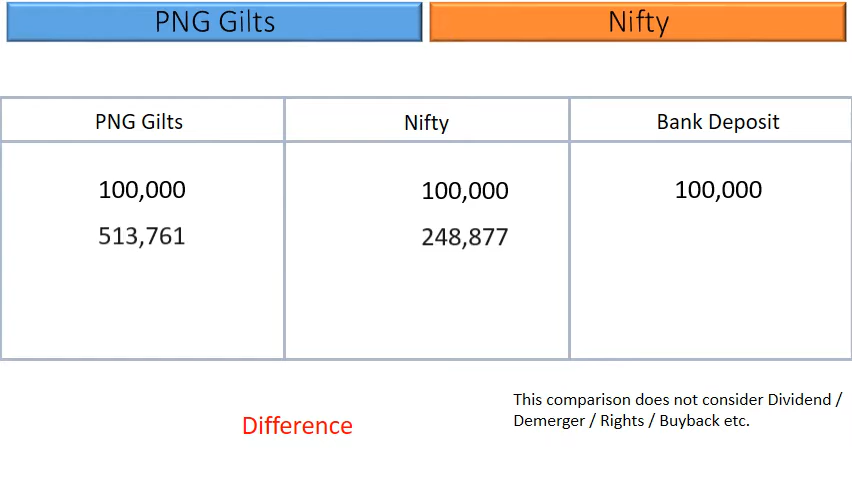 PNG Gilts
Nifty
PNG Gilts
Nifty
Bank Deposit
100,000
100,000
100,000
513,761
248,877
Difference
This comparison does not consider Dividend /
Demerger / Rights / Buyback etc.